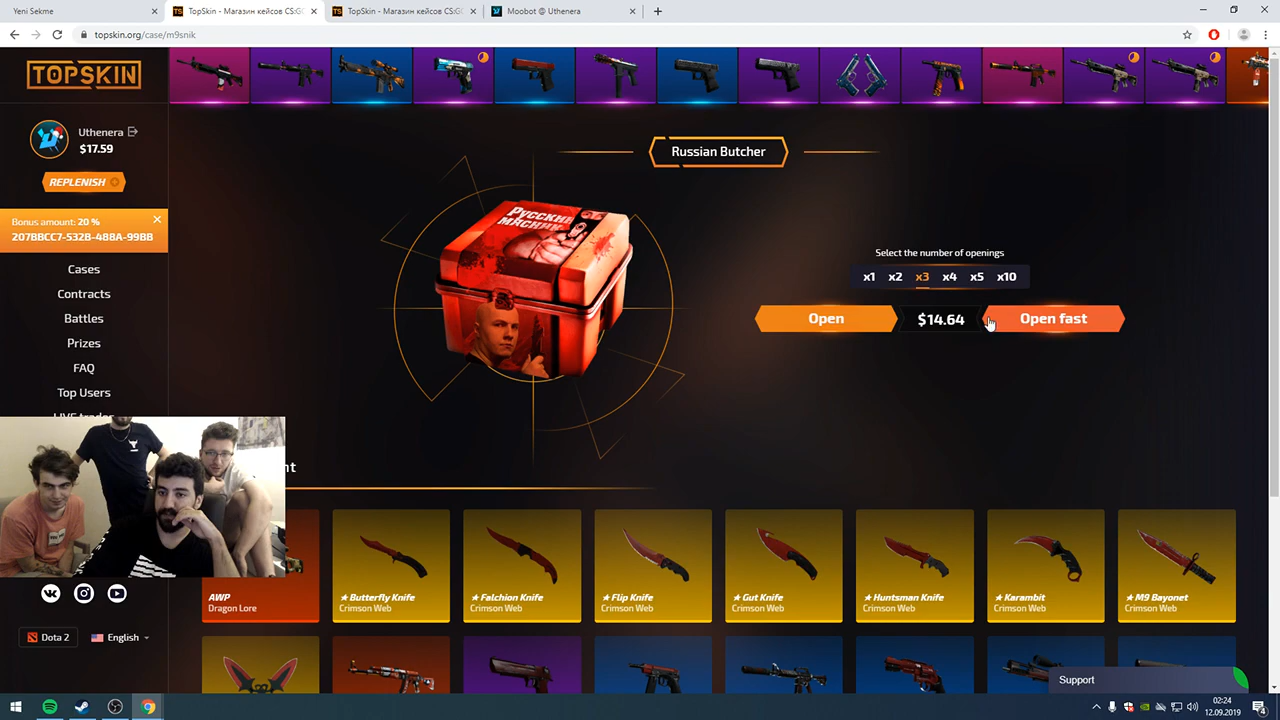 Yeni Sekme
TopSkin - Магазин кейсов CS:GO
TopSkin - Магазин кейсов CS:GO
Moobot @ Uthenera
topskin.org/case/m9snik
TOPSKIN
Uthenera
$17.59
REPLENISH
Bonus amount: 20 %
207BBCC7-532B-488A-99BB
Cases
Contracts
Battles
Prizes
FAQ
Top Users
Russian Butcher
Русский
мясник
Select the number of openings
x1 x2 x3 x4 x5 x10
Open
$14.64
Open fast
nt
AWP
Dragon Lore
★ Butterfly Knife
Crimson Web
★ Falchion Knife
Crimson Web
★ Flip Knife
Crimson Web
★ Gut Knife
Crimson Web
★ Huntsman Knife
Crimson Web
★ Karambit
Crimson Web
★ M9 Bayonet
Crimson Web
Dota 2
English
Support
02:24
12.09.2019
4